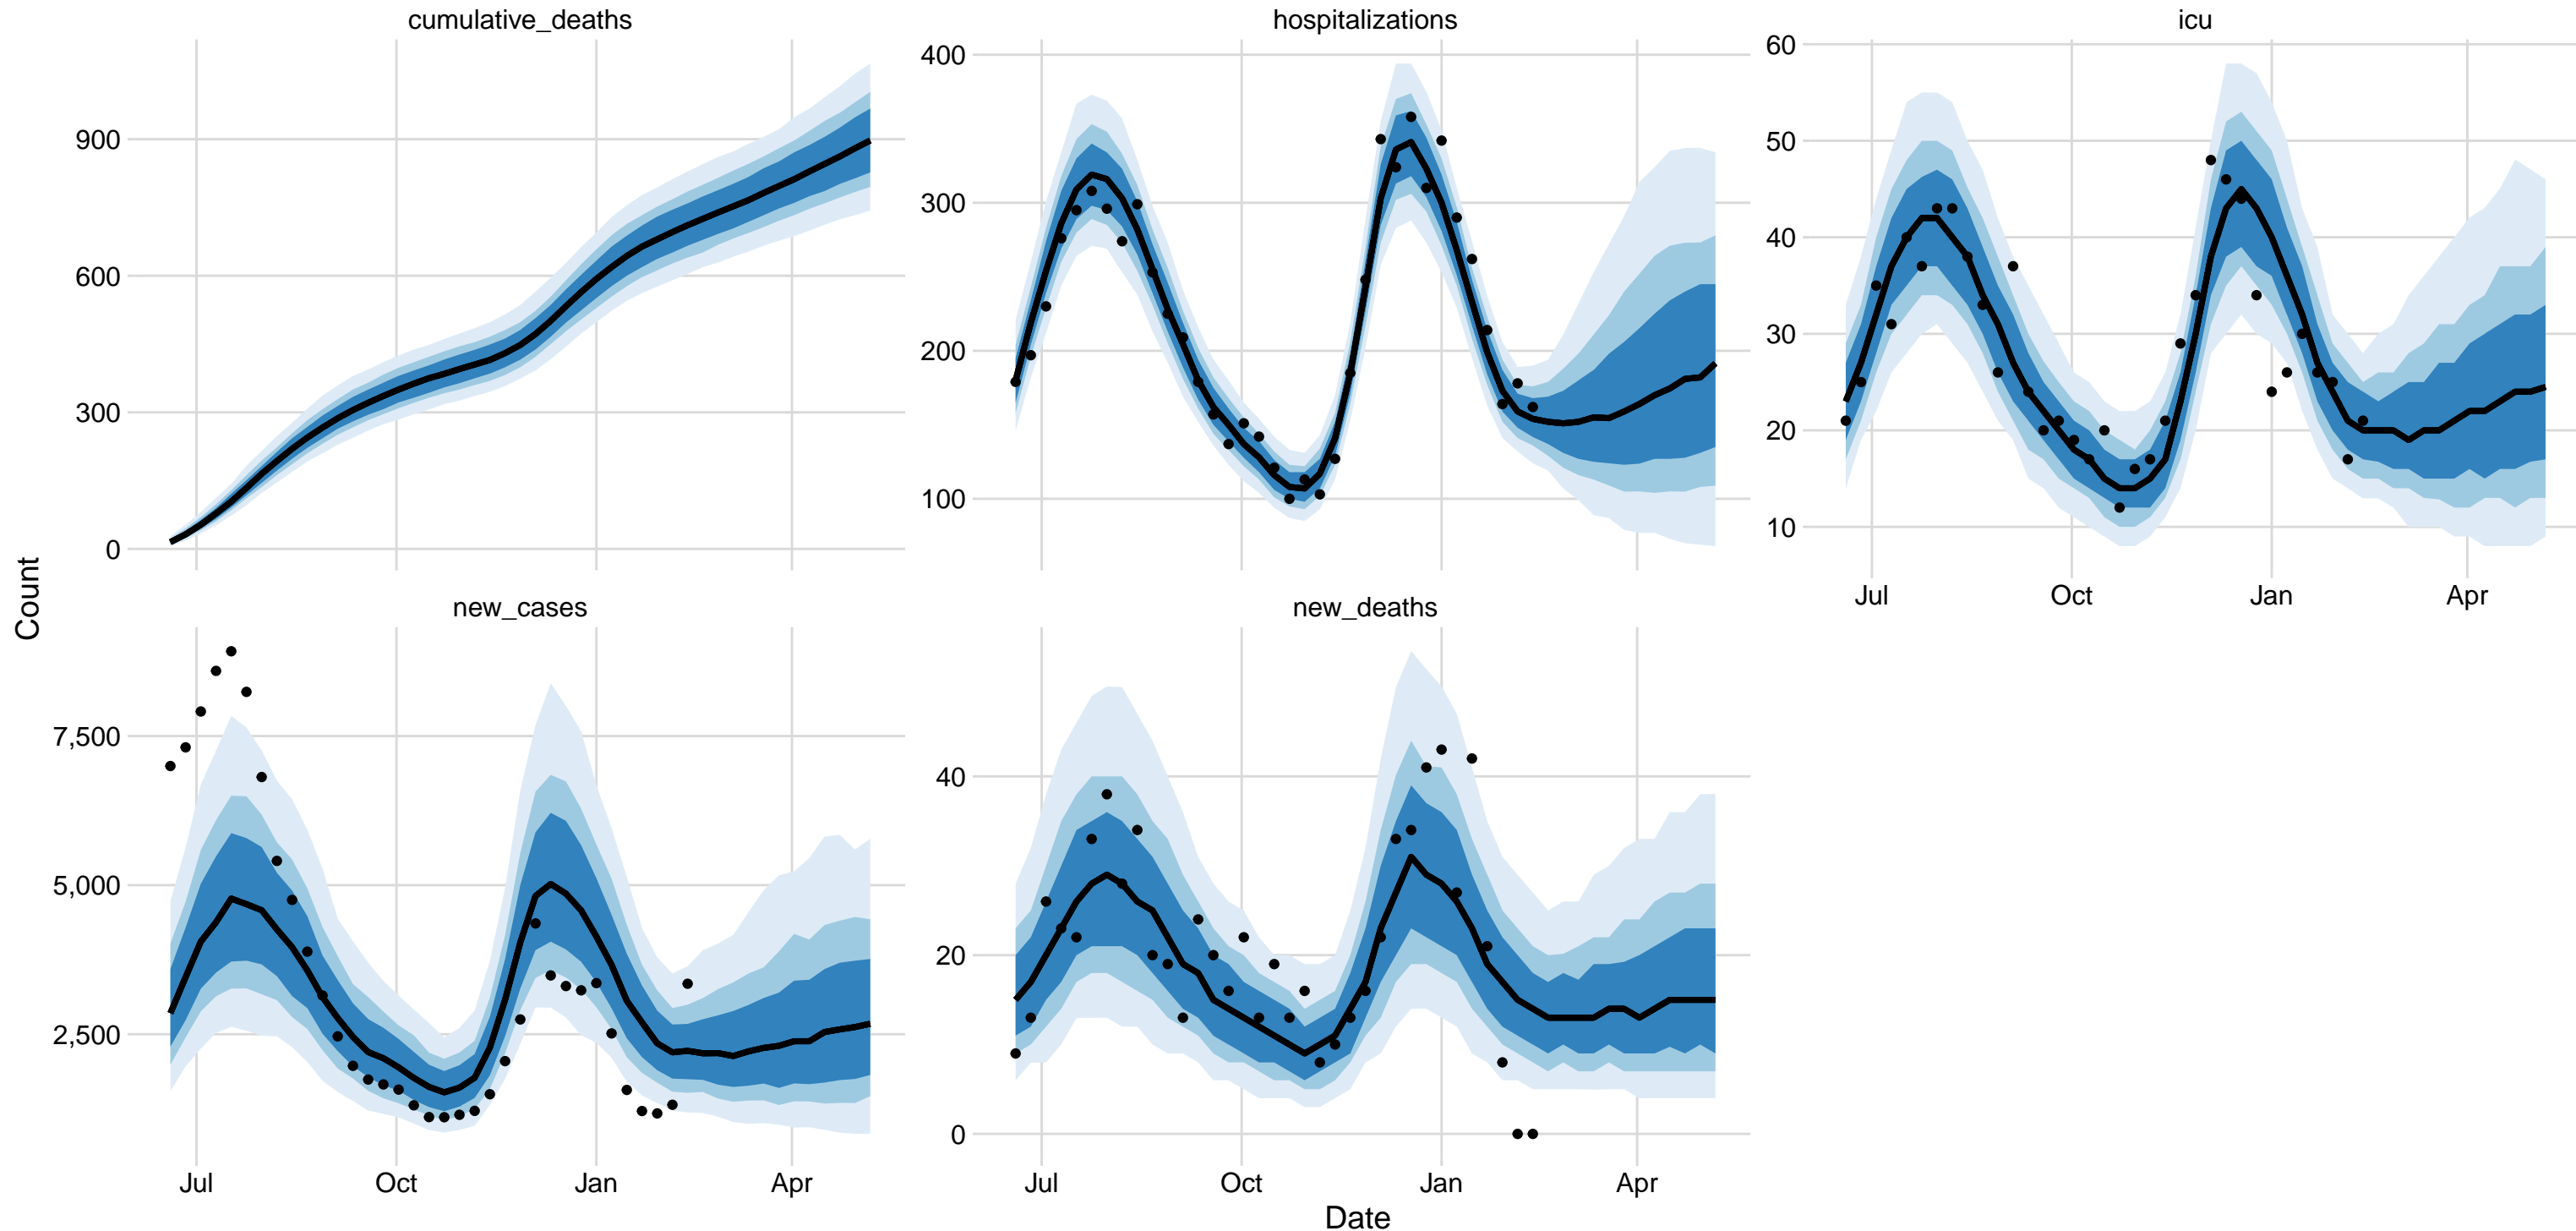 cumulative_deaths
hospitalizations
icu
900
600
300
0
400
300
200
100
60
50
40
30
20
10
Jul Oct Jan Apr
Count
new_cases
new_deaths
7,500
5,000
2,500
40
20
0
Jul Oct Jan Apr
Jul Oct Jan Apr
Date